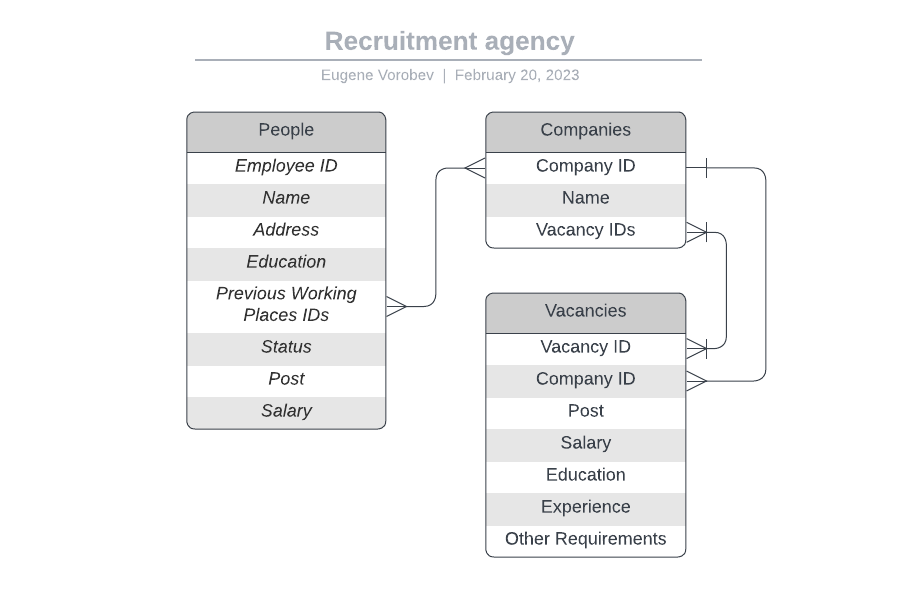 Recruitment agency
Eugene Vorobev | February 20, 2023
People
Employee ID
Name
Address
Education
Previous Working
Places IDs
Status
Post
Salary
Companies
Company ID
Name
Vacancy IDs
Vacancies
Vacancy ID
Company ID
Post
Salary
Education
Experience
Other Requirements